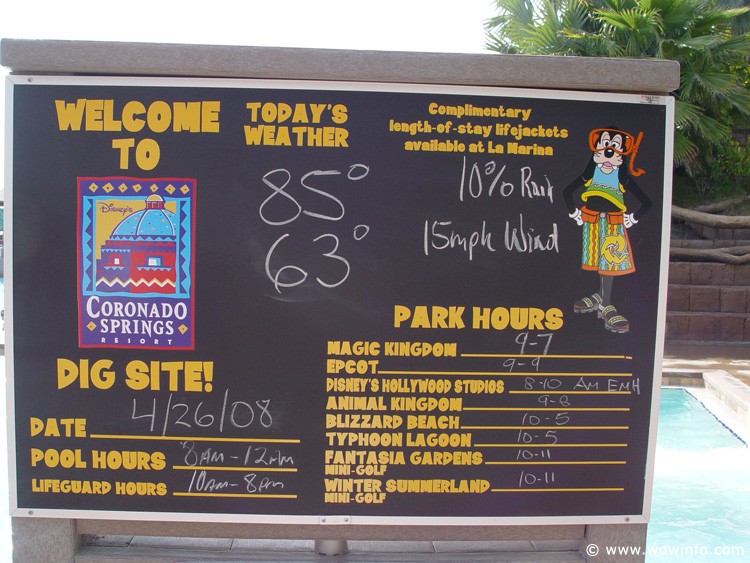 WELCOME
TO
Disney's
CORONADO
SPRINGS
RESORT
DIG SITE!
DATE 4/26/08
POOL HOURS 8AM-12AM
LIFEGUARD HOURS 10AM-8PM
TODAY'S
WEATHER
85°
63°
Complimentary
length-of-stay lifejackets
available at La Marina
10% Rain
15mph Wind
PARK HOURS
MAGIC KINGDOM 9-7
EPCOT 9-9
DISNEY'S HOLLYWOOD STUDIOS 8-10 AM EMH
ANIMAL KINGDOM 9-8
BLIZZARD BEACH 10-5
TYPHOON LAGOON 10-5
FANTASIA GARDENS 10-11
MINI-GOLF
WINTER SUMMERLAND 10-11
MINI-GOLF
© www.wdwinfo.com